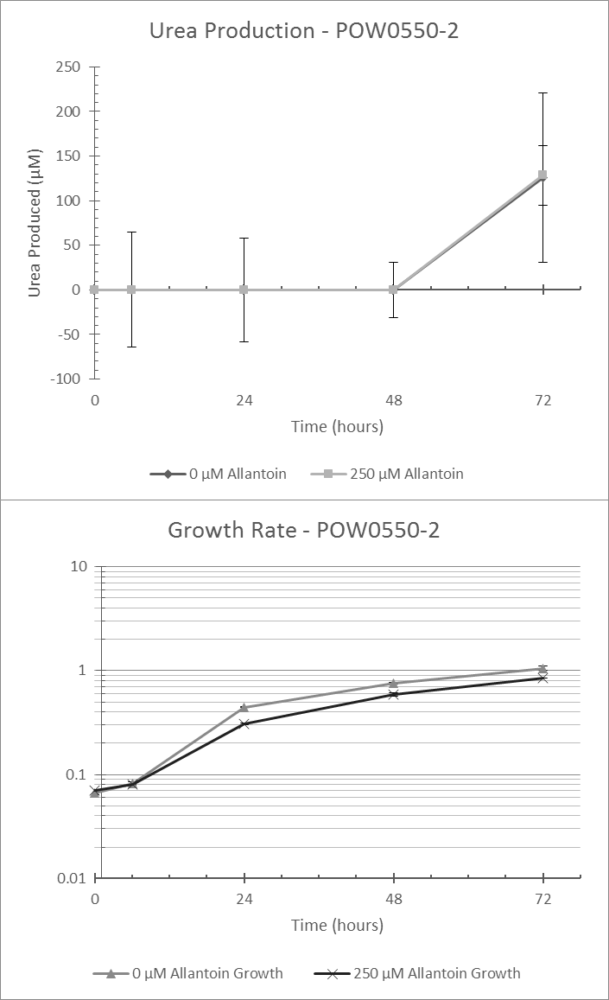 Urea Production - POW0550-2
250
200
150
100
50
0
-50
-100
Urea Produced (µM)
0 24 48 72
Time (hours)
0 µM Allantoin 250 µM Allantoin
Growth Rate - POW0550-2
10
1
0.1
0.01
0 24 48 72
Time (hours)
0 µM Allantoin Growth 250 µM Allantoin Growth